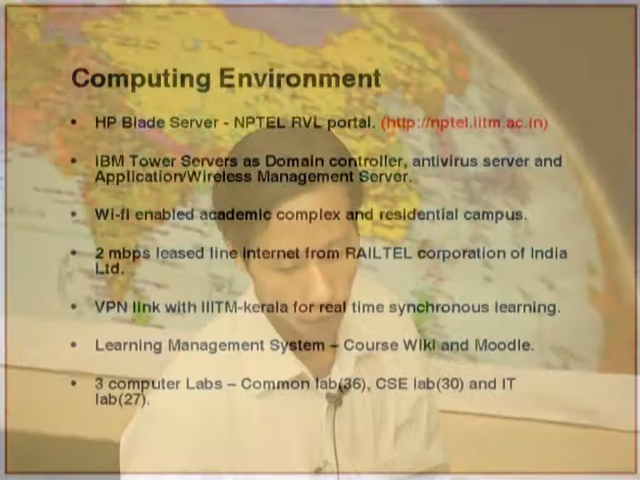 Computing Environment
• HP Blade Server - NPTEL RVL portal. (http://nptel.iitm.ac.in)
• IBM Tower Servers as Domain controller, antivirus server and
Application/Wireless Management Server.
• Wi-fi enabled academic complex and residential campus.
• 2 mbps leased line internet from RAILTEL corporation of India
Ltd.
• VPN link with IIITM-kerala for real time synchronous learning.
• Learning Management System – Course Wiki and Moodle.
• 3 computer Labs – Common lab(36), CSE lab(30) and IT
lab(27).